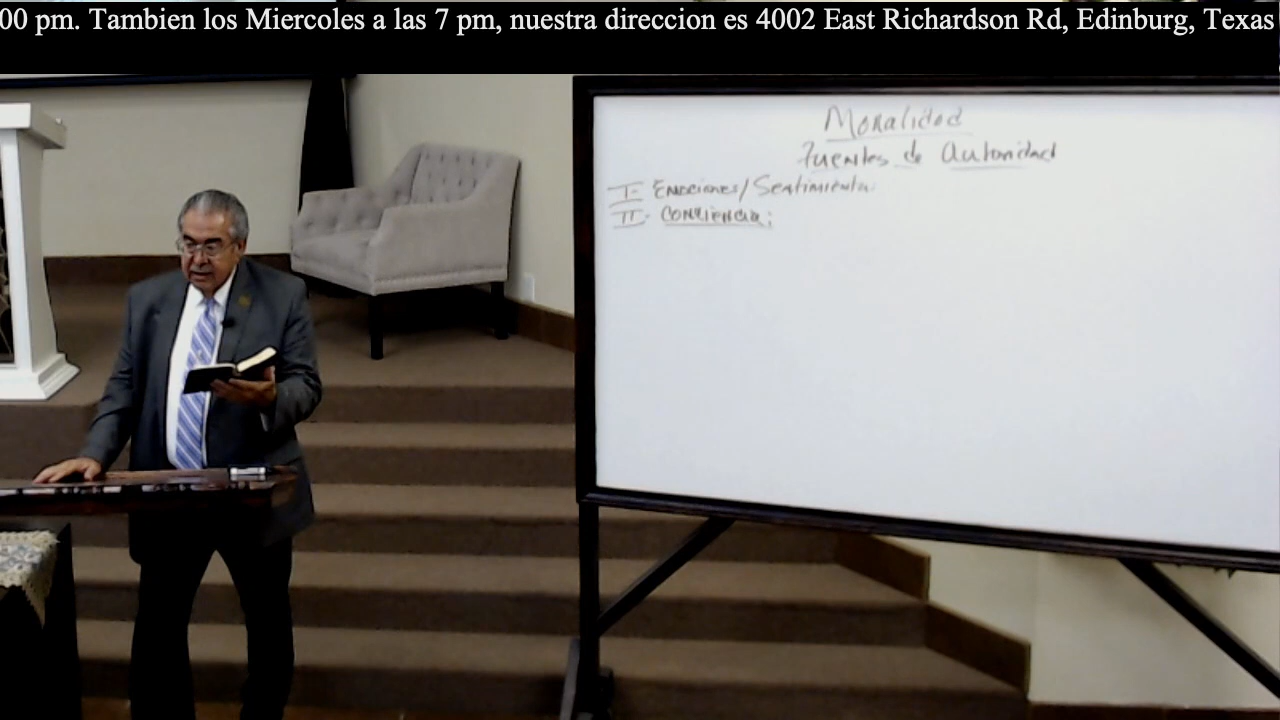 00 pm. Tambien los Miercoles a las 7 pm, nuestra direccion es 4002 East Richardson Rd, Edinburg, Texas
Moralidad
Fuentes de Autoridad
I- Emociones/Sentimientos
II- Conciencia: